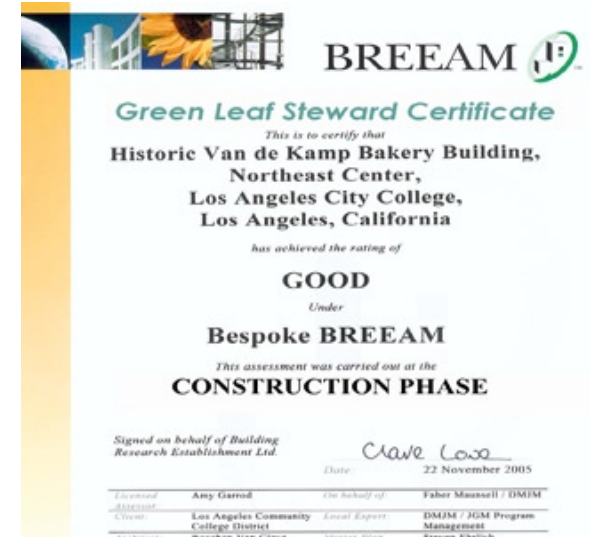 BREEAM
Green Leaf Steward Certificate
This is to certify that
Historic Van de Kamp Bakery Building,
Northeast Center,
Los Angeles City College,
Los Angeles, California
has achieved the rating of
GOOD
Under
Bespoke BREEAM
This assessment was carried out at the
CONSTRUCTION PHASE
Signed on behalf of Building
Research Establishment Ltd.
Date: 22 November 2005
Licensed Assessor: Amy Garrod On behalf of: Faber Maunsell / DMJM
Client: Los Angeles Community College District Local Expert: DMJM / JGM Program Management